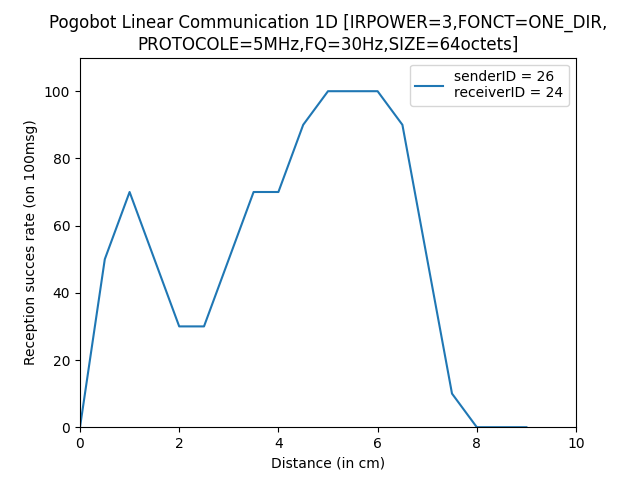 Pogobot Linear Communication 1D [IRPOWER=3,FONCT=ONE_DIR,
PROTOCOLE=5MHz,FQ=30Hz,SIZE=64octets]
senderID = 26
receiverID = 24
Reception succes rate (on 100msg)
100
80
60
40
20
0
0 2 4 6 8 10
Distance (in cm)